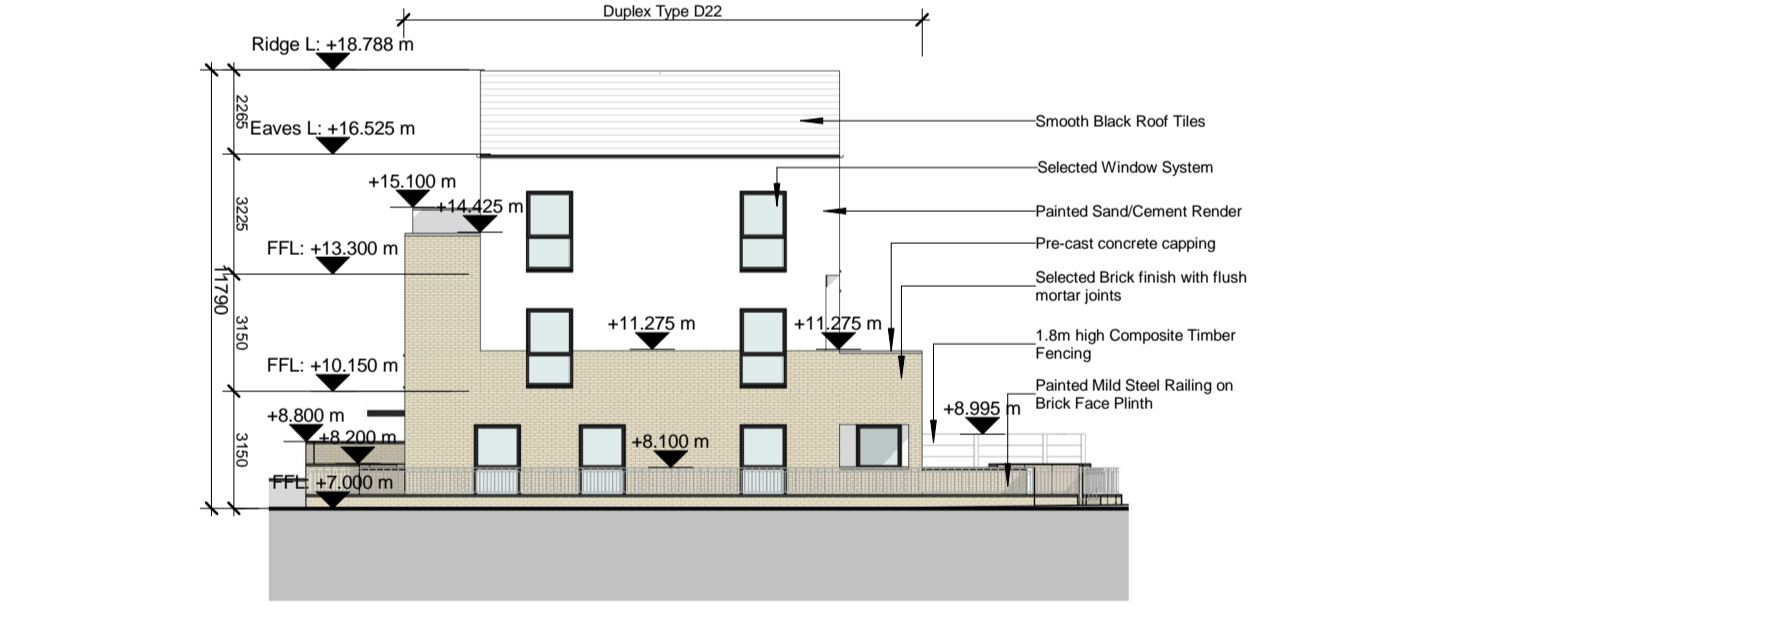 Duplex Type D22
Ridge L: +18.788 m
2265
Eaves L: +16.525 m
Smooth Black Roof Tiles
Selected Window System
+15.100 m
+14.425 m
3225
Painted Sand/Cement Render
FFL: +13.300 m
Pre-cast concrete capping
11790
Selected Brick finish with flush
mortar joints
3150
+11.275 m
+11.275 m
1.8m high Composite Timber
Fencing
FFL: +10.150 m
Painted Mild Steel Railing on
Brick Face Plinth
+8.800 m
+8.995 m
+8.200 m
+8.100 m
3150
FFL: +7.000 m